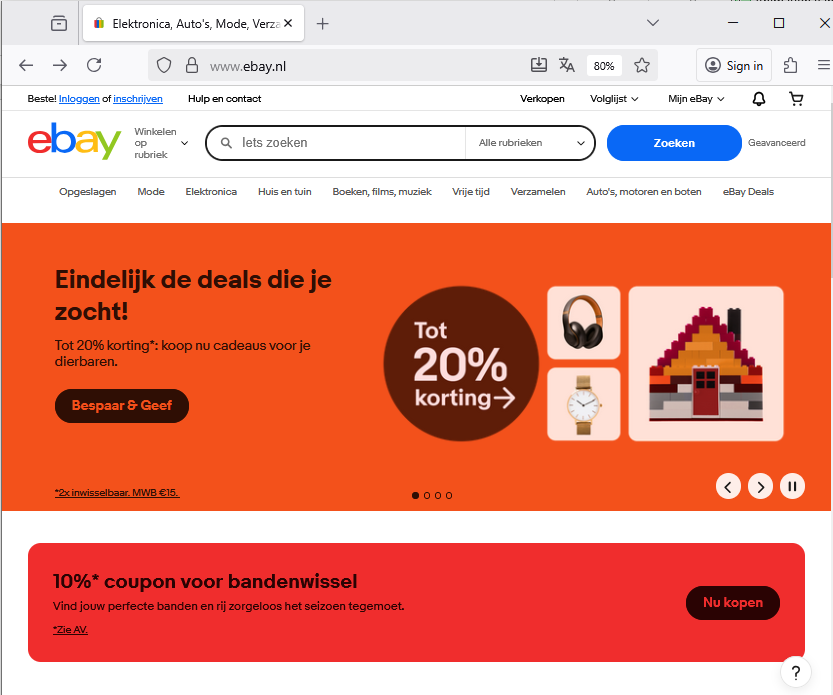 Elektronica, Auto's, Mode, Verza
www.ebay.nl
80%
Sign in
Beste! Inloggen of inschrijven
Hulp en contact
Verkopen
Volglijst
Mijn eBay
ebay
Winkelen
op
rubriek
Iets zoeken
Alle rubrieken
Zoeken
Geavanceerd
Opgeslagen
Mode
Elektronica
Huis en tuin
Boeken, films, muziek
Vrije tijd
Verzamelen
Auto's, motoren en boten
eBay Deals
Eindelijk de deals die je
zocht!
Tot 20% korting*: koop nu cadeaus voor je
dierbaren.
Bespaar & Geef
*2x inwisselbaar. MWB €15.
Tot
20%
korting→
10%* coupon voor bandenwissel
Vind jouw perfecte banden en rij zorgeloos het seizoen tegemoet.
*Zie AV.
Nu kopen
?